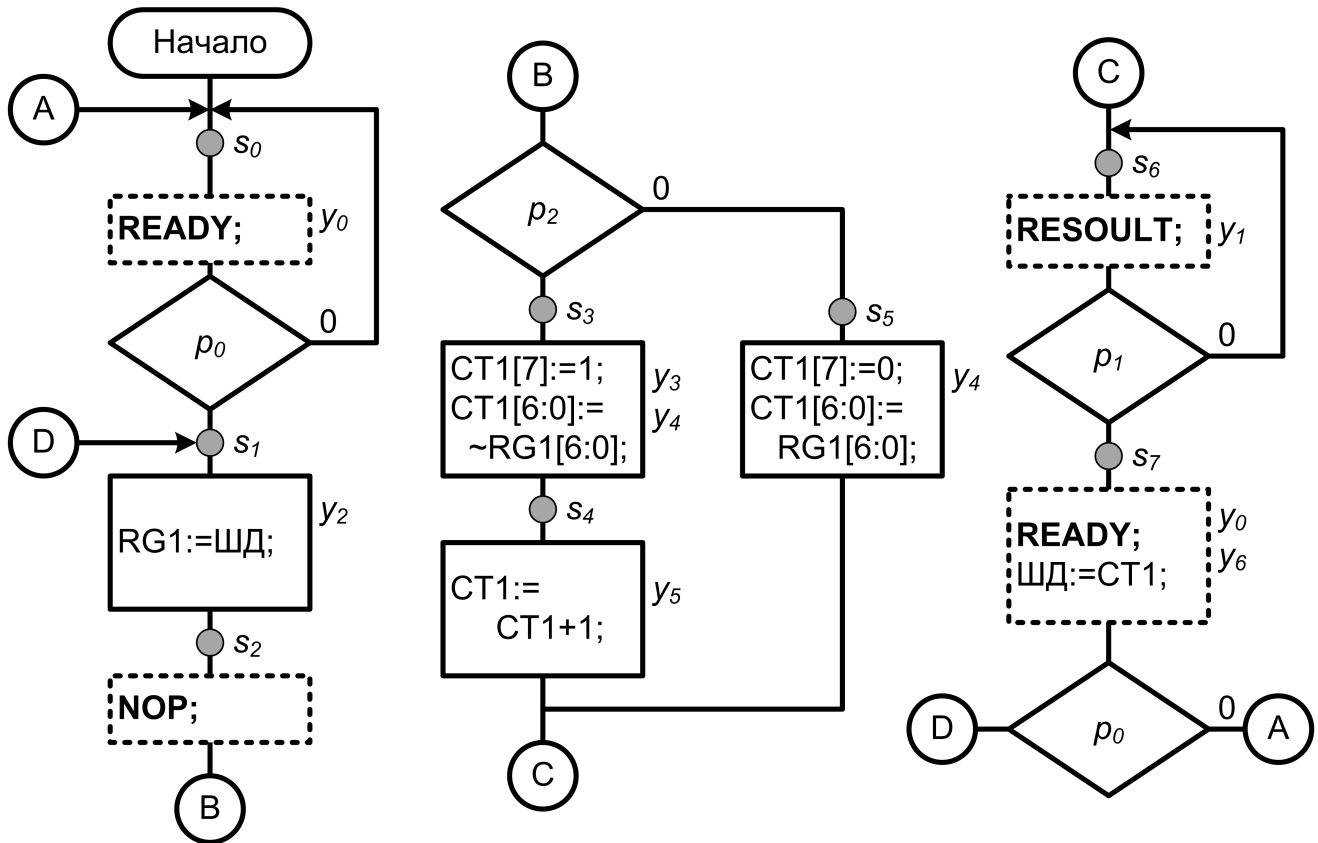 Начало
A
s0
READY;
y0
p0
0
D
s1
RG1:=ШД;
y2
s2
NOP;
B
B
p2
0
s3
CT1[7]:=1;
CT1[6:0]:=
~RG1[6:0];
y3
y4
s4
CT1:=
CT1+1;
y5
C
s5
CT1[7]:=0;
CT1[6:0]:=
RG1[6:0];
y4
C
s6
RESOULT;
y1
p1
0
s7
READY;
ШД:=CT1;
y0
y6
D
p0
0
A